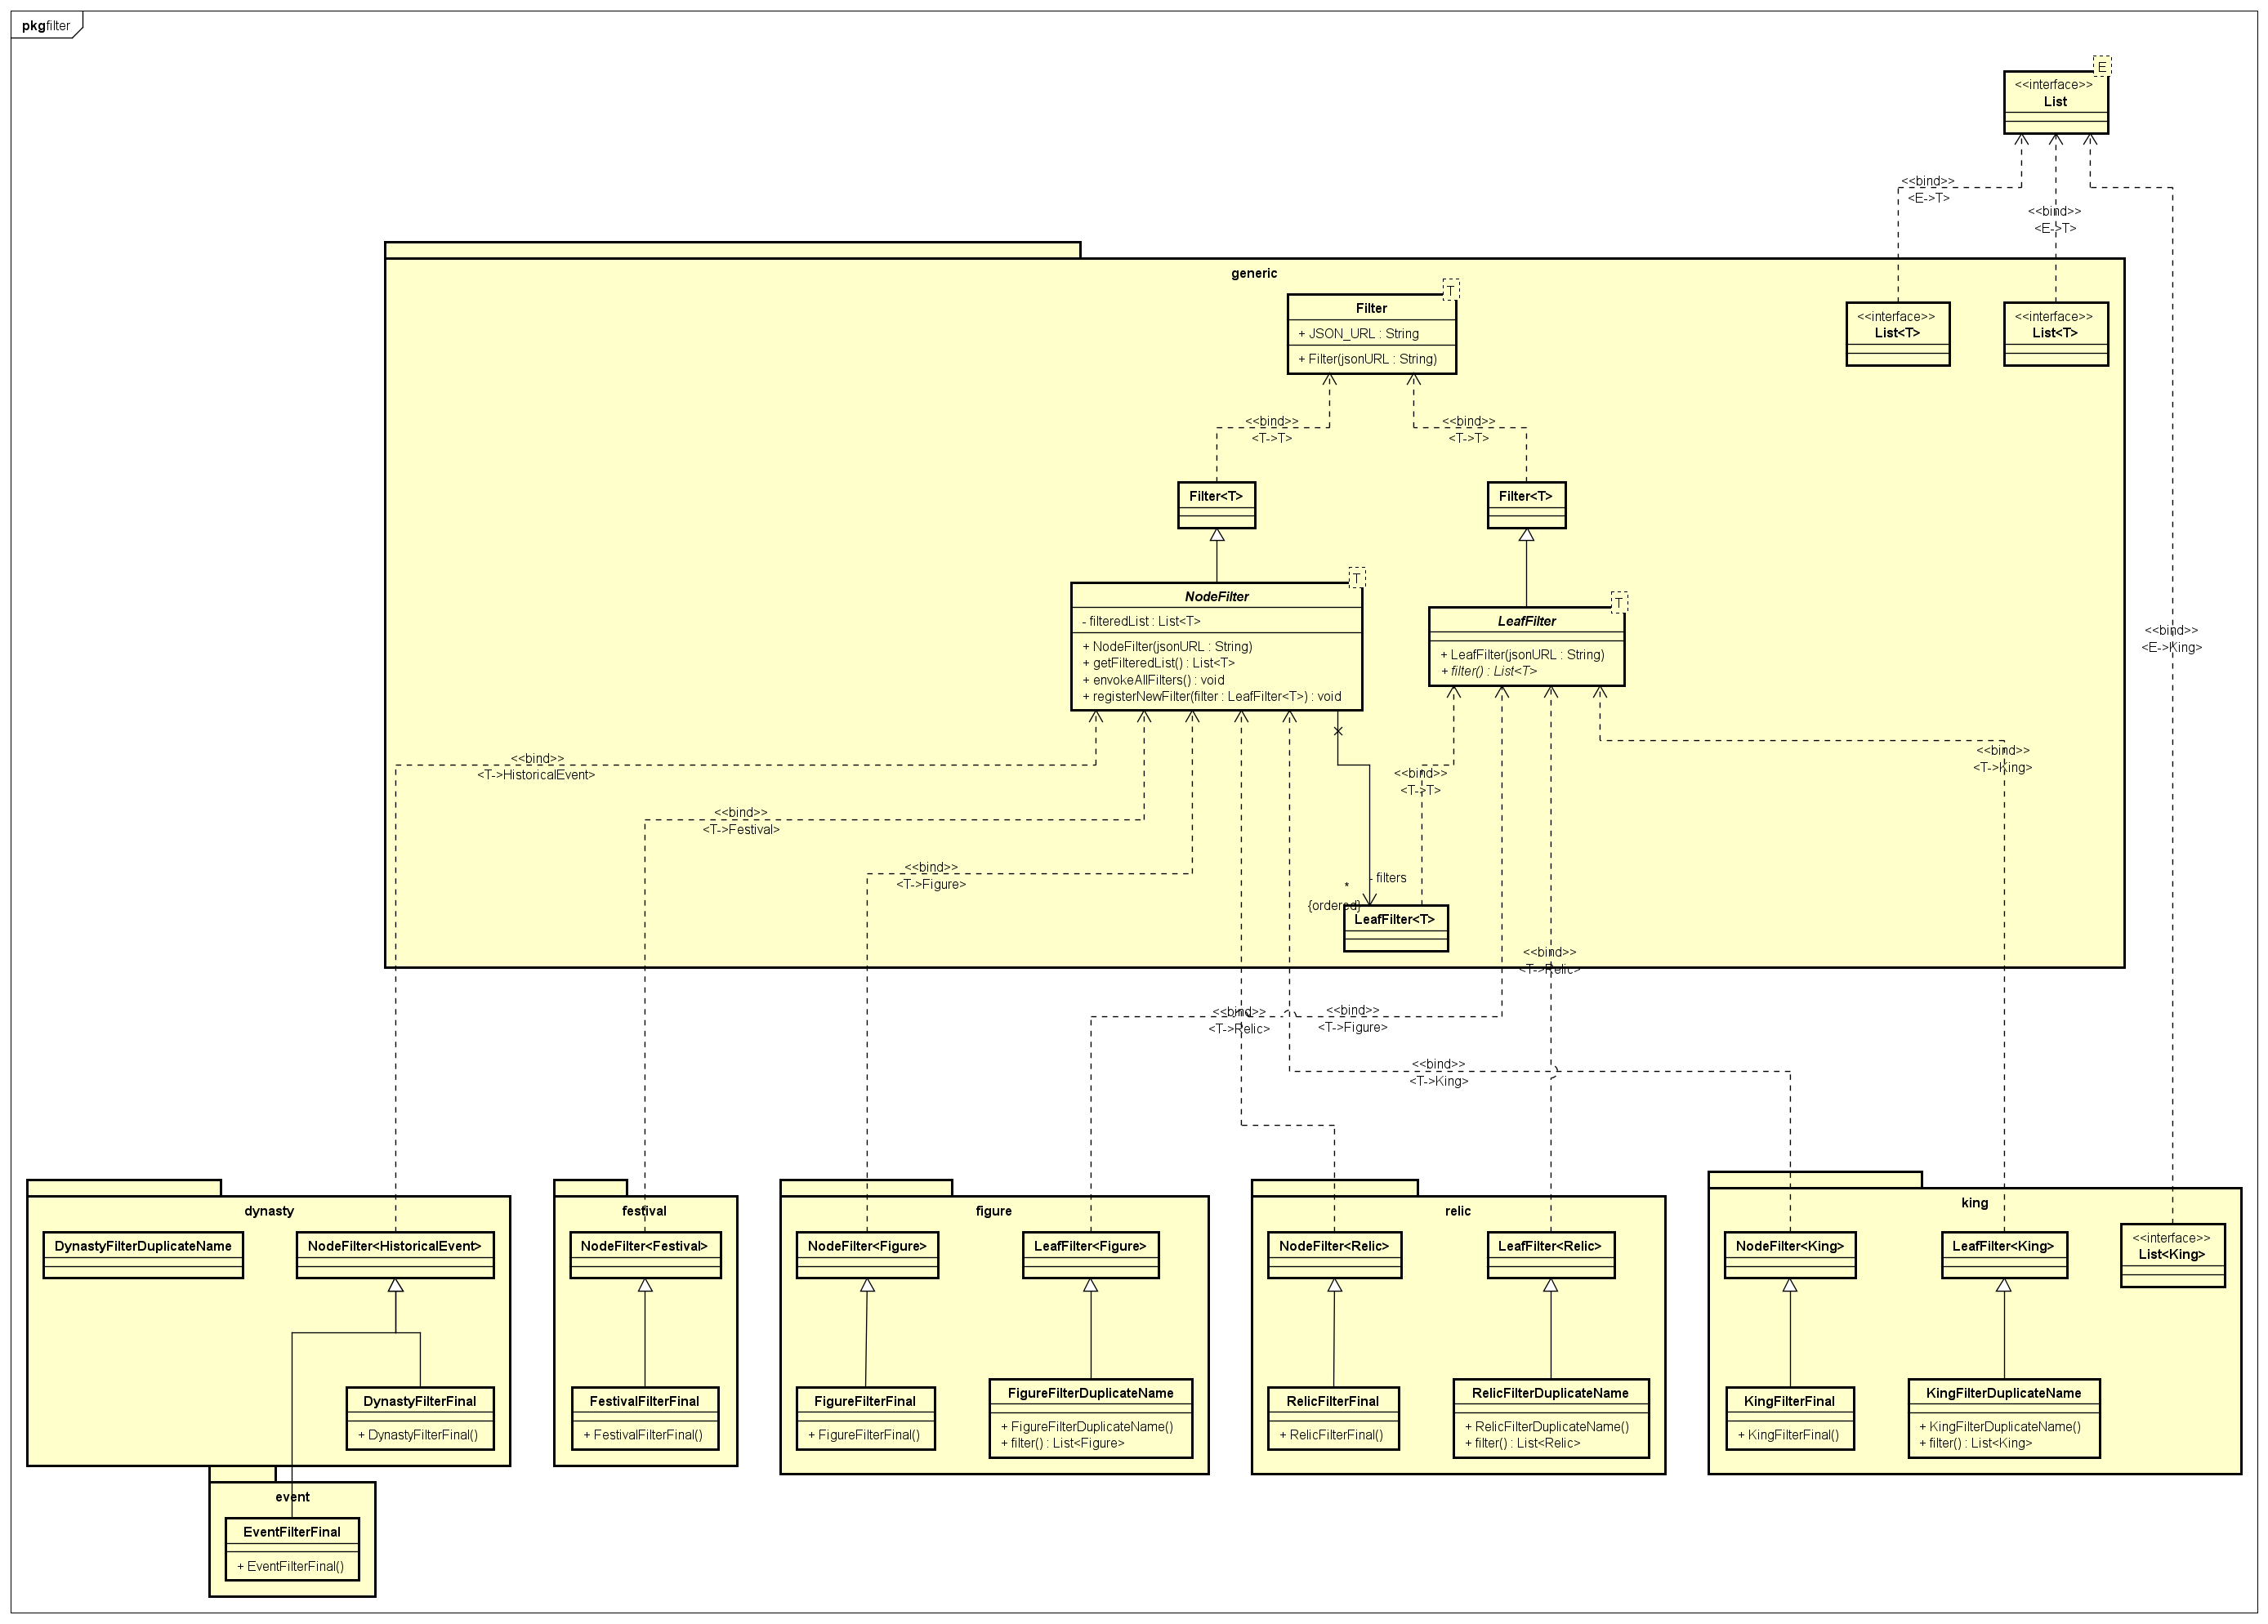 pkgfilter
E
<<interface>>
List
<<bind>>
<E->T>
<<bind>>
<E->T>
generic
T
Filter
+ JSON_URL : String
+ Filter(jsonURL : String)
<<interface>>
List<T>
<<interface>>
List<T>
<<bind>>
<T->T>
<<bind>>
<T->T>
Filter<T>
Filter<T>
T
NodeFilter
- filteredList : List<T>
+ NodeFilter(jsonURL : String)
+ getFilteredList() : List<T>
+ envokeAllFilters() : void
+ registerNewFilter(filter : LeafFilter<T>) : void
T
LeafFilter
+ LeafFilter(jsonURL : String)
+ filter() : List<T>
<<bind>>
<E->King>
<<bind>>
<T->HistoricalEvent>
<<bind>>
<T->T>
<<bind>>
<T->King>
<<bind>>
<T->Festival>
<<bind>>
<T->Figure>
- filters
*
{ordered}
LeafFilter<T>
<<bind>>
<T->Relic>
<<bind>>
<T->Relic>
<<bind>>
<T->Figure>
<<bind>>
<T->King>
dynasty
DynastyFilterDuplicateName
NodeFilter<HistoricalEvent>
DynastyFilterFinal
+ DynastyFilterFinal()
festival
NodeFilter<Festival>
FestivalFilterFinal
+ FestivalFilterFinal()
figure
NodeFilter<Figure>
LeafFilter<Figure>
FigureFilterFinal
+ FigureFilterFinal()
FigureFilterDuplicateName
+ FigureFilterDuplicateName()
+ filter() : List<Figure>
relic
NodeFilter<Relic>
LeafFilter<Relic>
RelicFilterFinal
+ RelicFilterFinal()
RelicFilterDuplicateName
+ RelicFilterDuplicateName()
+ filter() : List<Relic>
king
NodeFilter<King>
LeafFilter<King>
<<interface>>
List<King>
KingFilterFinal
+ KingFilterFinal()
KingFilterDuplicateName
+ KingFilterDuplicateName()
+ filter() : List<King>
event
EventFilterFinal
+ EventFilterFinal()